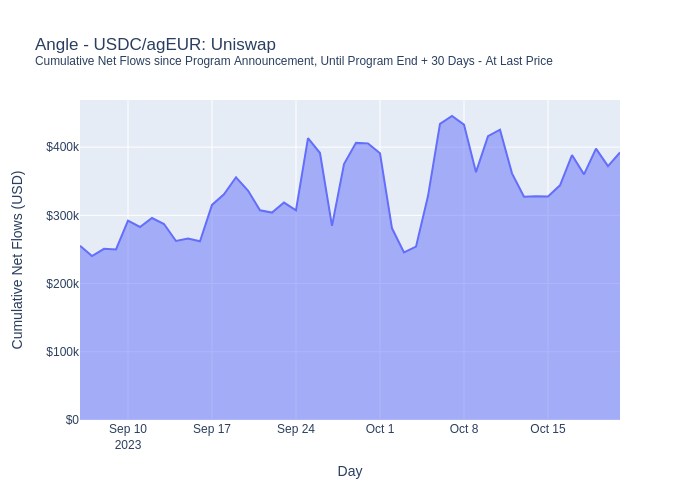 Angle - USDC/agEUR: Uniswap
Cumulative Net Flows since Program Announcement, Until Program End + 30 Days - At Last Price
Cumulative Net Flows (USD)
$400k
$300k
$200k
$100k
$0
Sep 10 Sep 17 Sep 24 Oct 1 Oct 8 Oct 15
2023
Day